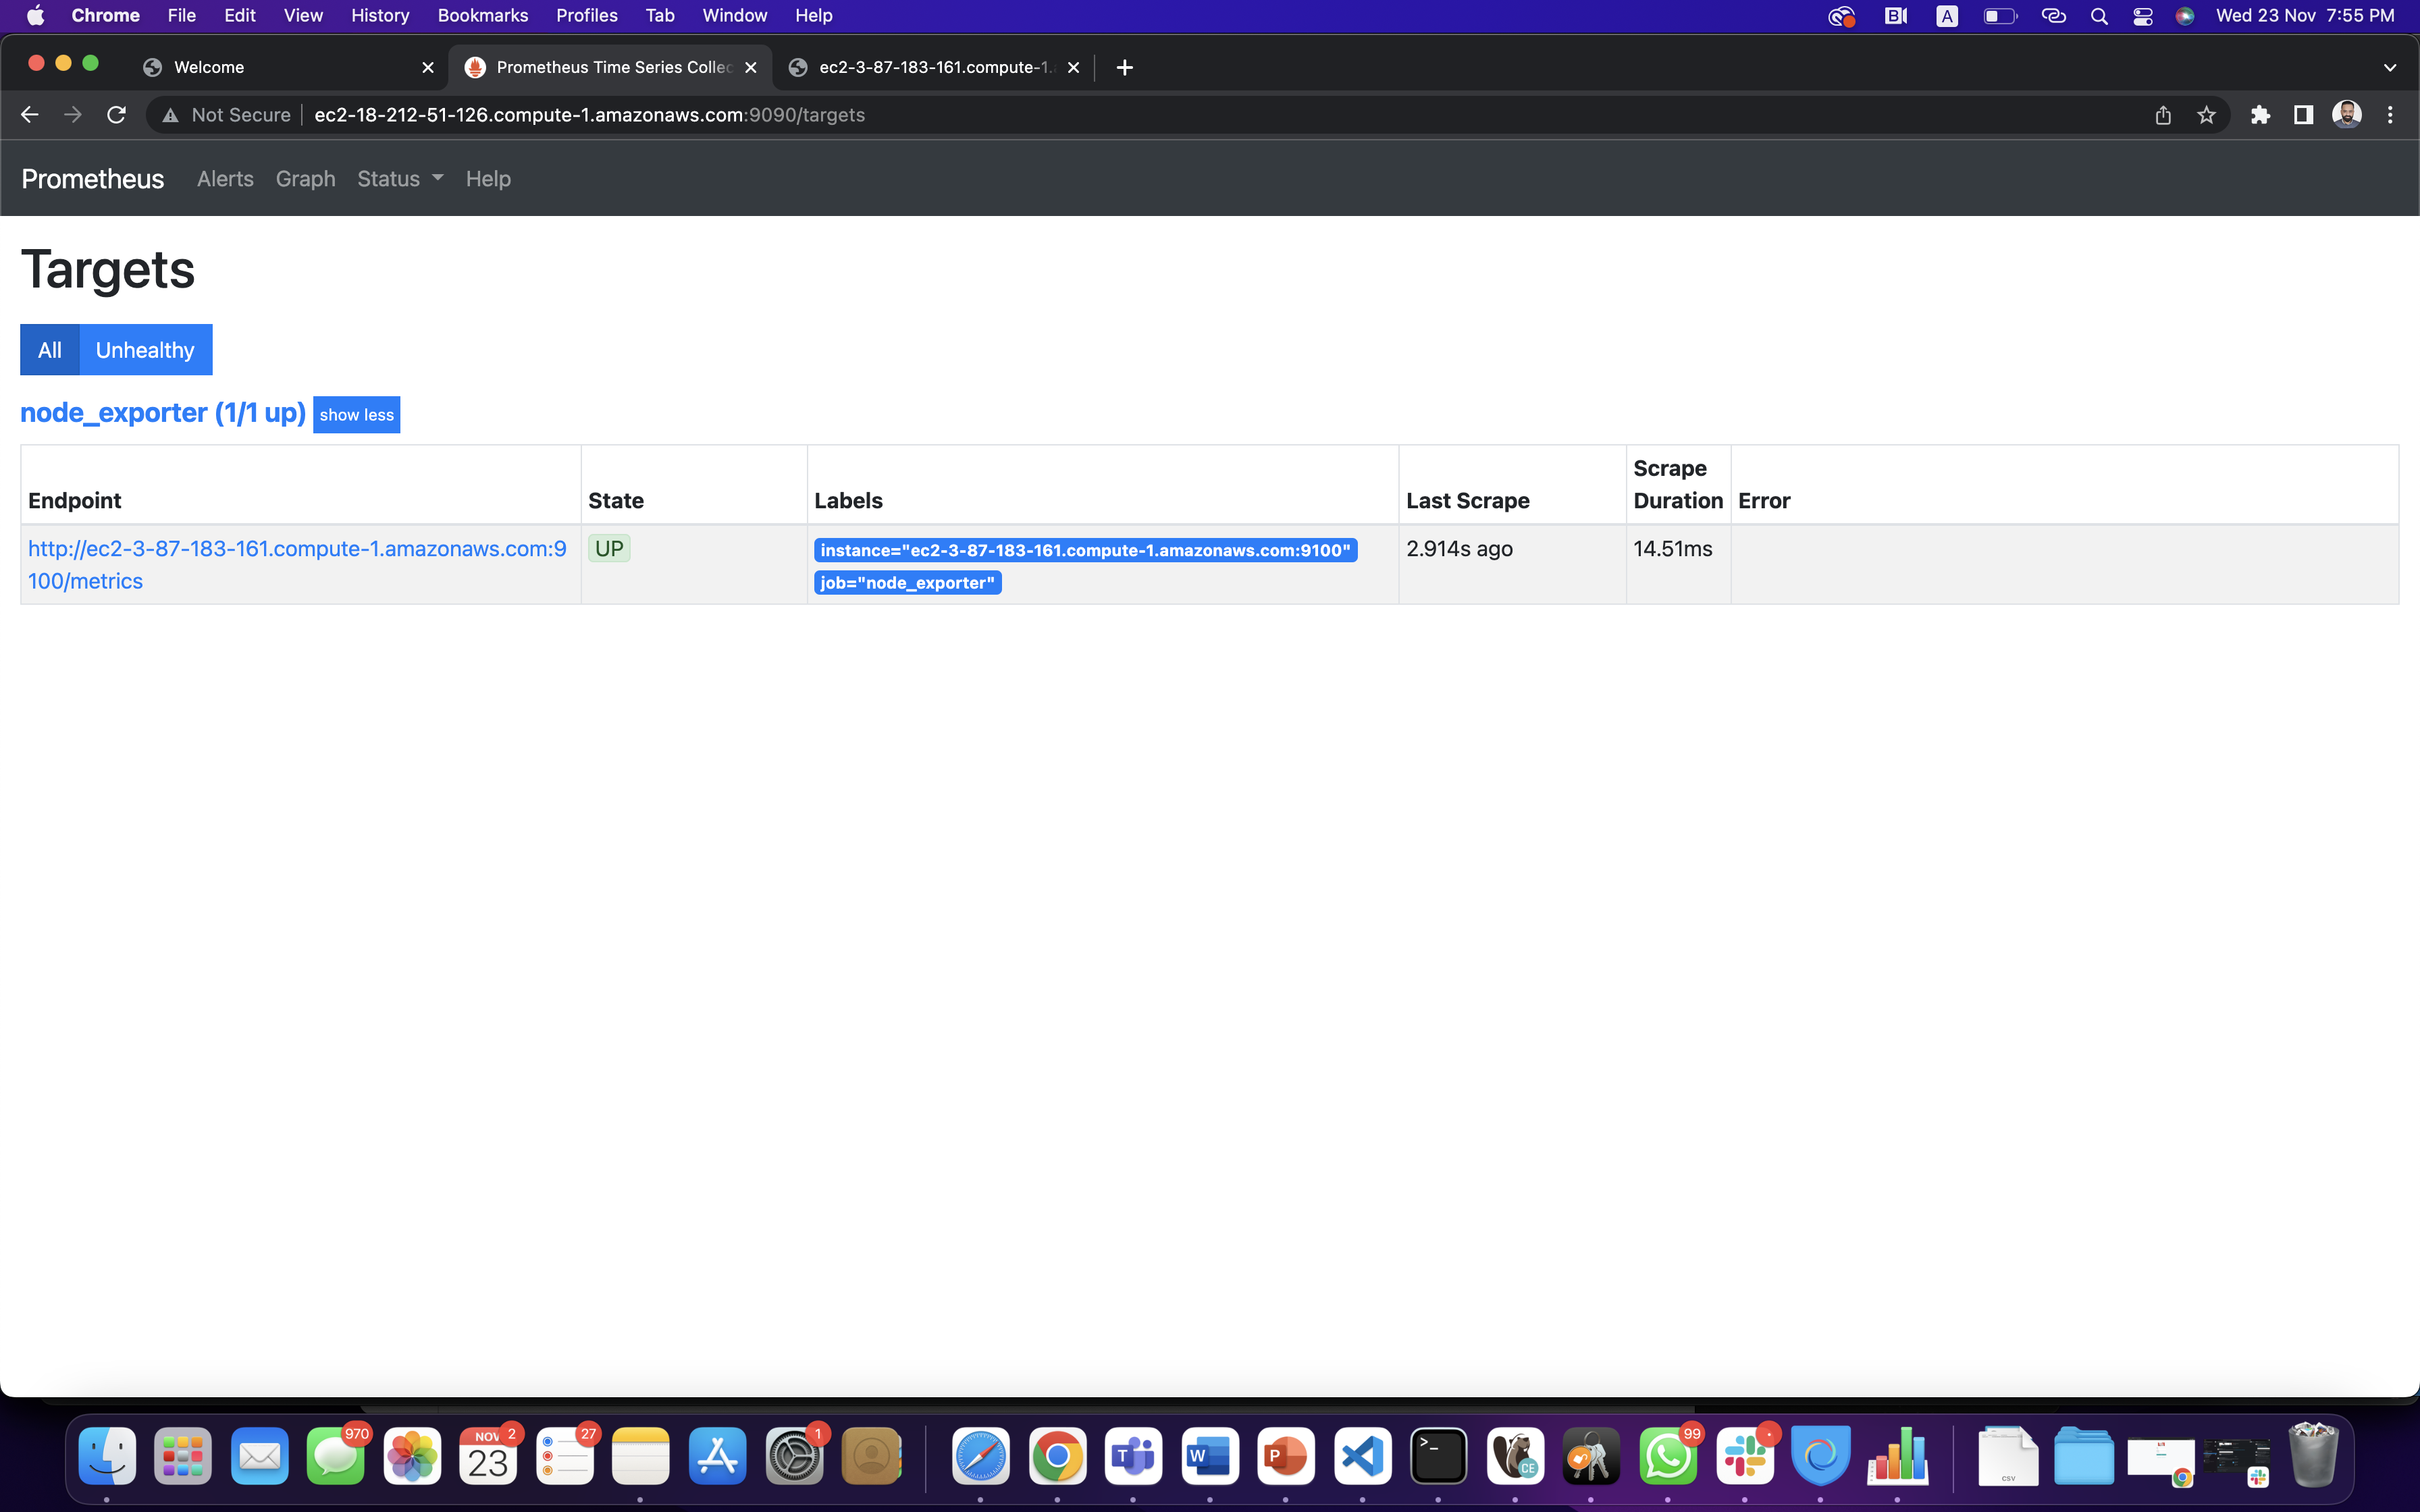 Chrome File Edit View History Bookmarks Profiles Tab Window Help A Wed 23 Nov 7:55 PM
Welcome Prometheus Time Series Collec ec2-3-87-183-161.compute-1.
Not Secure ec2-18-212-51-126.compute-1.amazonaws.com:9090/targets
Prometheus Alerts Graph Status Help
Targets
All Unhealthy
node_exporter (1/1 up) show less
Endpoint State Labels Last Scrape Scrape Duration Error
http://ec2-3-87-183-161.compute-1.amazonaws.com:9 UP instance="ec2-3-87-183-161.compute-1.amazonaws.com:9100" 2.914s ago 14.51ms
100/metrics job="node_exporter"
970 NOV 2 27 1 99
23 T W P >_ CE CSV